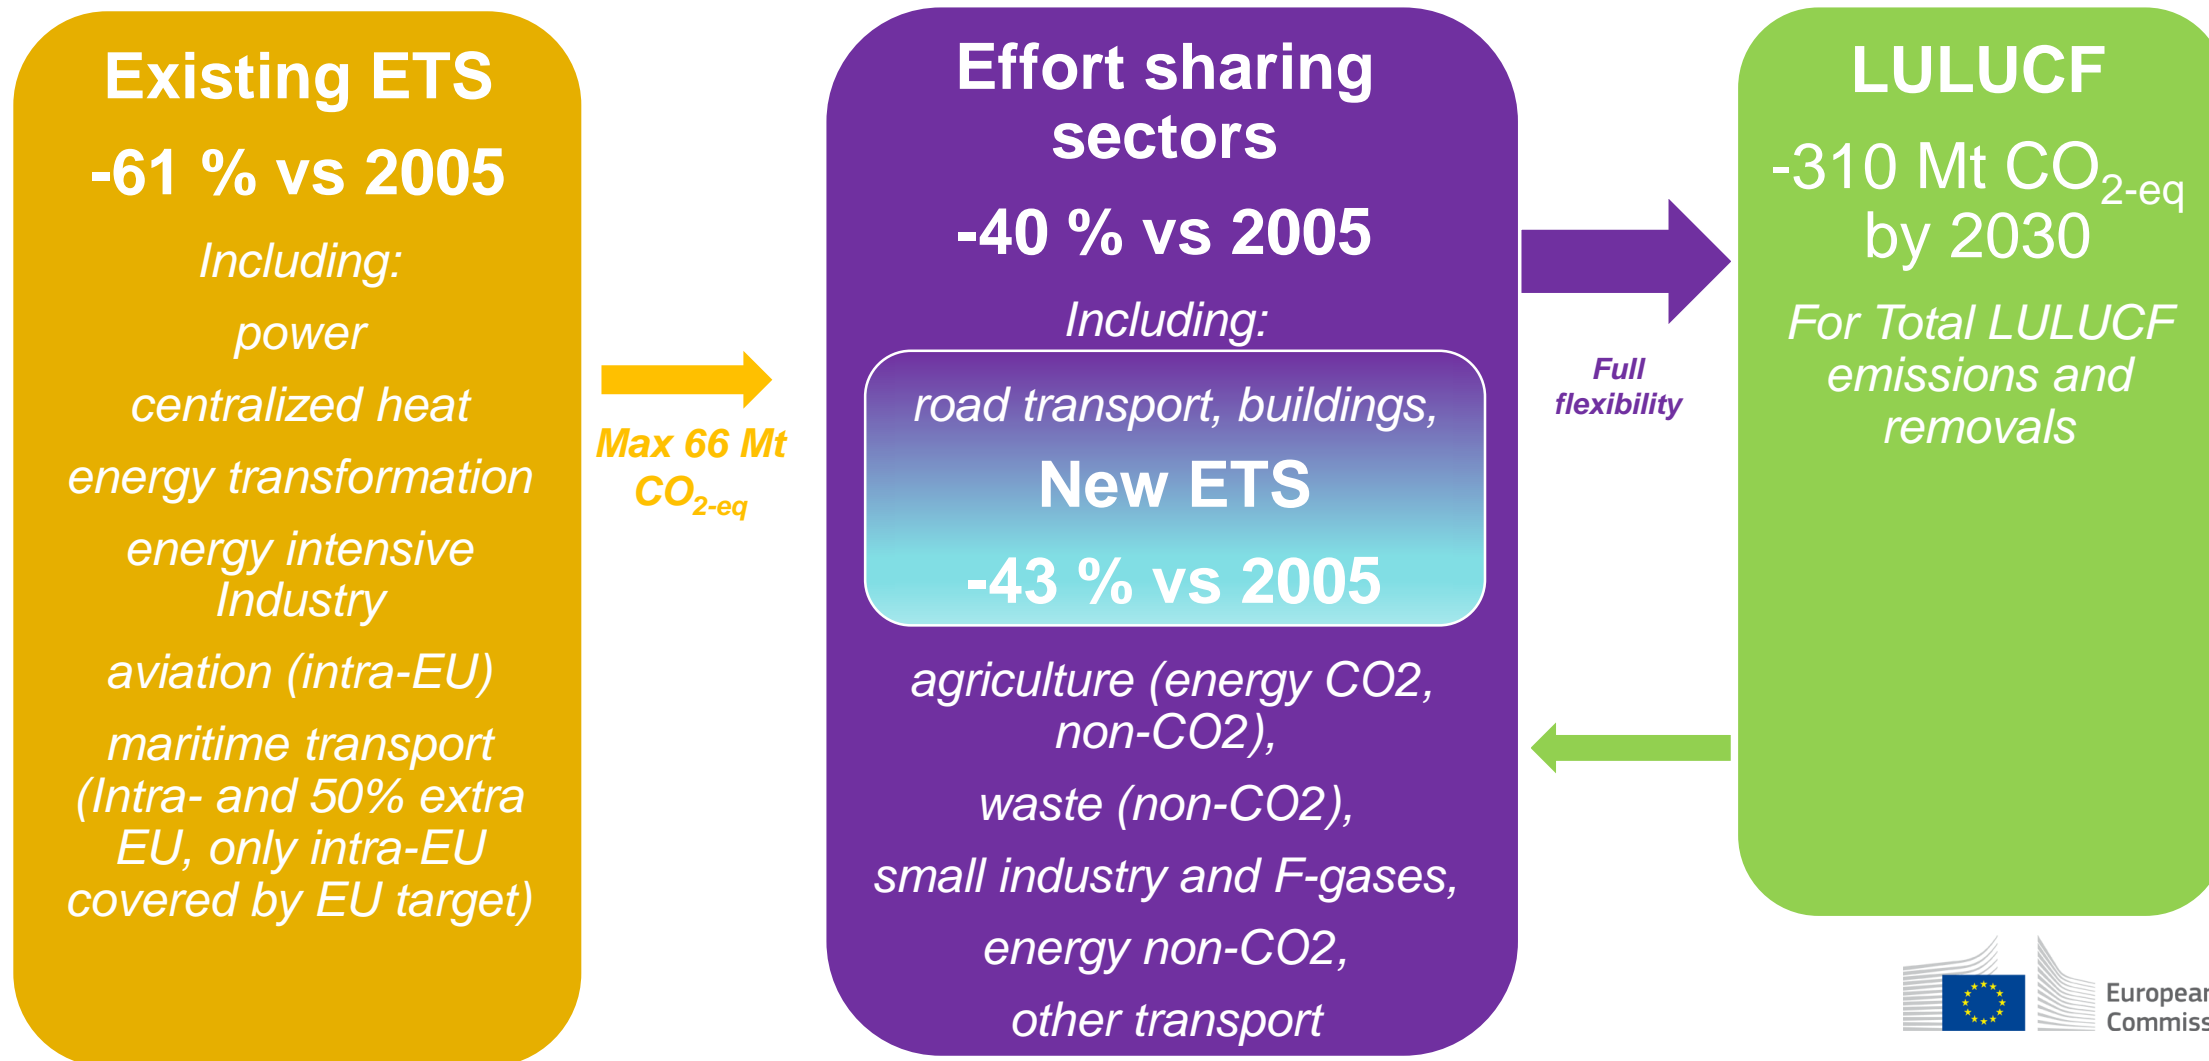 Existing ETS
-61 % vs 2005
Including:
power
centralized heat
energy transformation
energy intensive
Industry
aviation (intra-EU)
maritime transport
(Intra- and 50% extra
EU, only intra-EU
covered by EU target)
Max 66 Mt
CO2-eq
Effort sharing
sectors
-40 % vs 2005
Including:
road transport, buildings,
New ETS
-43 % vs 2005
agriculture (energy CO2,
non-CO2),
waste (non-CO2),
small industry and F-gases,
energy non-CO2,
other transport
Full
flexibility
LULUCF
-310 Mt CO2-eq
by 2030
For Total LULUCF
emissions and
removals
European
Commiss